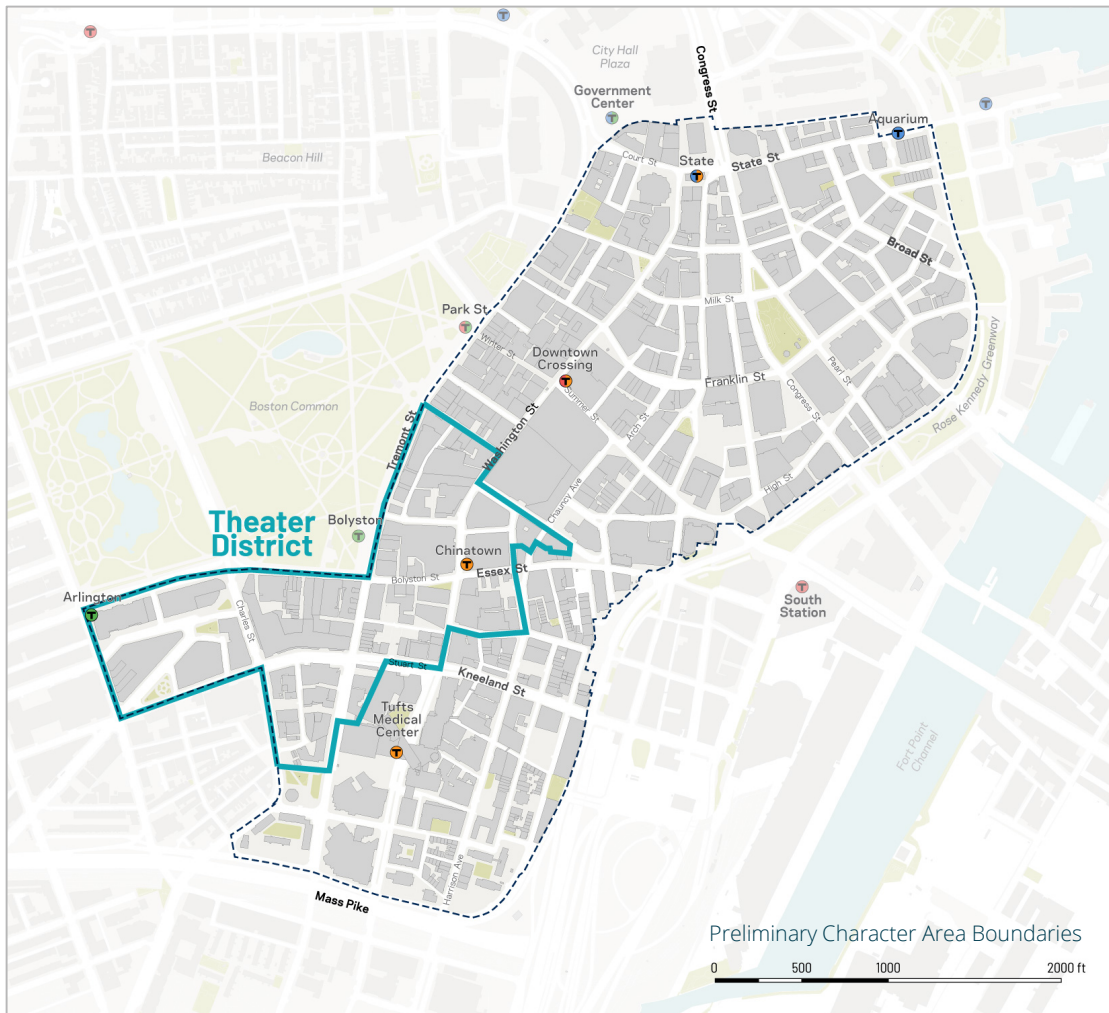 City Hall
Plaza
Congress St
Government
Center
Aquarium
Court St
State
State St
Beacon Hill
Broad St
Milk St
Park St
Winter St
Downtown
Crossing
Franklin St
Pearl St
Congress St
Summer St
Rose Kennedy Greenway
Boston Common
Tremont St
Washington St
Arch St
High St
Chauncy Ave
Theater
District
Bolyston
Chinatown
Essex St
Bolyston St
Arlington
Charles St
South
Station
Stuart St
Kneeland St
Tufts
Medical
Center
Fort Point
Channel
Harrison Ave
Mass Pike
Preliminary Character Area Boundaries
0 500 1000 2000 ft
T
T
T
T
T
T
T
T
T
T
T
T
T